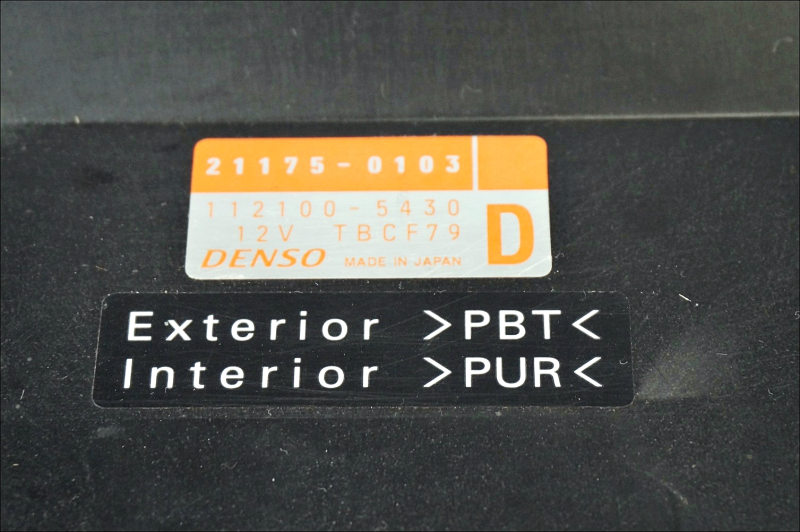 21175-0103
112100-5430
12V TBCF79
D
DENSO MADE IN JAPAN
Exterior >PBT<
Interior >PUR<